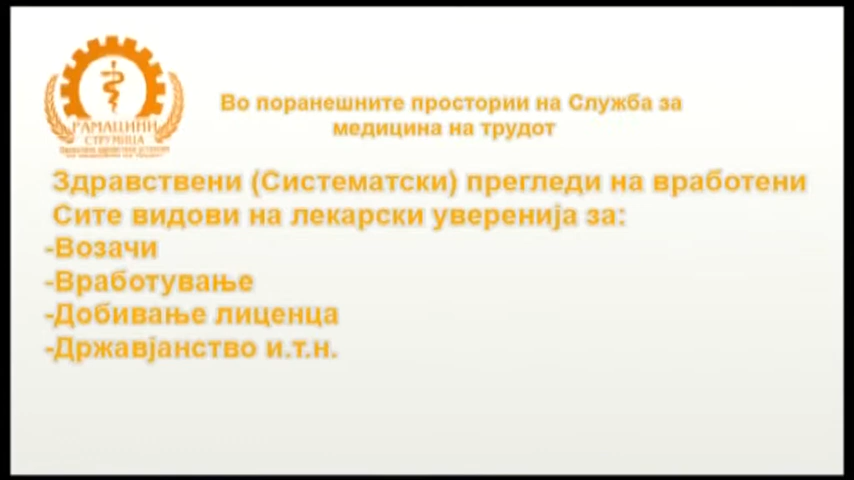 РАМАЦИНИ
СТРУМИЦА
Во поранешните простории на Служба за
медицина на трудот
Здравствени (Систематски) прегледи на вработени
Сите видови на лекарски уверенија за:
-Возачи
-Вработување
-Добивање лиценца
-Државјанство и.т.н.